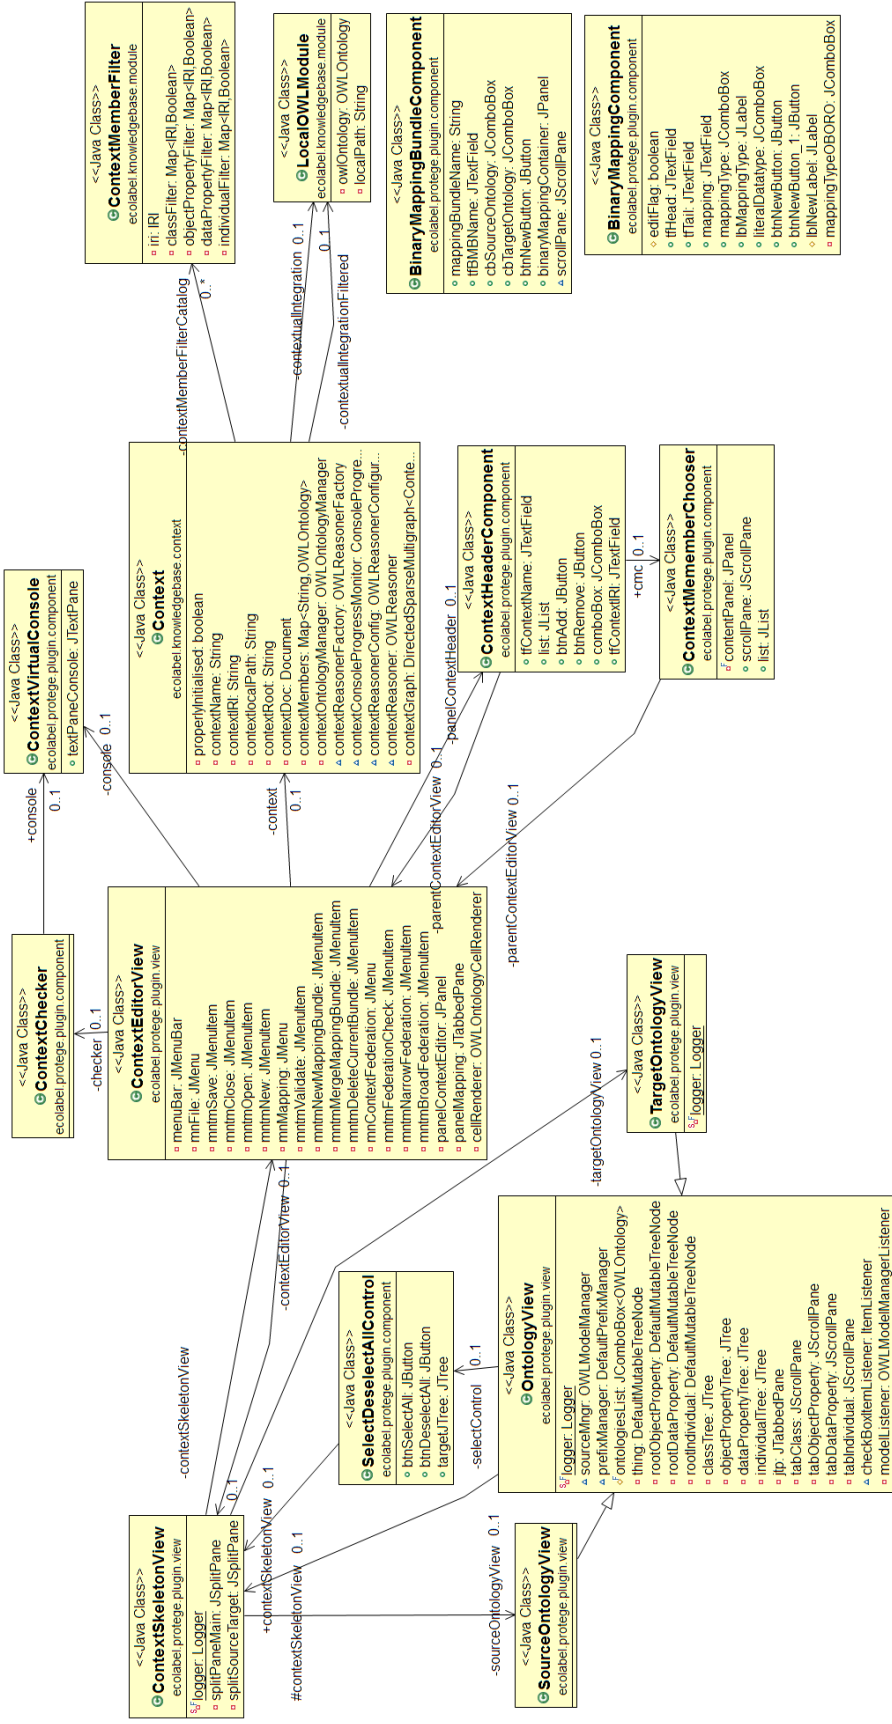 <<Java Class>>
ContextMemberFilter
ecolabel.knowledgebase.module
iri: IRI
classFilter: Map<IRI,Boolean>
objectPropertyFilter: Map<IRI,Boolean>
dataPropertyFilter: Map<IRI,Boolean>
individualFilter: Map<IRI,Boolean>
<<Java Class>>
LocalOWLModule
ecolabel.knowledgebase.module
owlOntology: OWLOntology
localPath: String
<<Java Class>>
BinaryMappingBundleComponent
ecolabel.protege.plugin.component
mappingBundleName: String
tfBMBName: JTextField
cbSourceOntology: JComboBox
cbTargetOntology: JComboBox
btnNewButton: JButton
binaryMappingContainer: JPanel
scrollPane: JScrollPane
<<Java Class>>
BinaryMappingComponent
ecolabel.protege.plugin.component
editFlag: boolean
tfHead: JTextField
tfTail: JTextField
mapping: JTextField
mappingType: JComboBox
lbMappingType: JLabel
literalDatatype: JComboBox
btnNewButton: JButton
btnNewButton_1: JButton
lblNewLabel: JLabel
mappingTypeOBORO: JComboBox
-contextMemberFilterCatalog
0..*
-contextualIntegration 0..1
0..1
-contextualIntegrationFiltered
<<Java Class>>
ContextVirtualConsole
ecolabel.protege.plugin.component
textPaneConsole: JTextPane
<<Java Class>>
Context
ecolabel.knowledgebase.context
properlyInitialised: boolean
contextName: String
contextIRI: String
contextlocalPath: String
contextRoot: String
contextDoc: Document
contextMembers: Map<String,OWLOntology>
contextOntologyManager: OWLOntologyManager
contextReasonerFactory: OWLReasonerFactory
contextConsoleProgressMonitor: ConsoleProgre...
contextReasonerConfig: OWLReasonerConfigur...
contextReasoner: OWLReasoner
contextGraph: DirectedSparseMultigraph<Conte...
<<Java Class>>
ContextHeaderComponent
ecolabel.protege.plugin.component
tfContextName: JTextField
list: JList
btnAdd: JButton
btnRemove: JButton
comboBox: JComboBox
tfContextIRI: JTextField
+cmc 0..1
<<Java Class>>
ContextMememberChooser
ecolabel.protege.plugin.component
contentPanel: JPanel
scrollPane: JScrollPane
list: JList
+console
0..1
-console 0..1
-context
0..1
-panelContextHeader 0..1
-parentContextEditorView 0..1
-parentContextEditorView 0..1
<<Java Class>>
ContextChecker
ecolabel.protege.plugin.component
-checker 0..1
<<Java Class>>
ContextEditorView
ecolabel.protege.plugin.view
menuBar: JMenuBar
mnFile: JMenu
mntmSave: JMenuItem
mntmClose: JMenuItem
mntmOpen: JMenuItem
mntmNew: JMenuItem
mnMapping: JMenu
mntmValidate: JMenuItem
mntmNewMappingBundle: JMenuItem
mntmMergeMappingBundle: JMenuItem
mntmDeleteCurrentBundle: JMenuItem
mnContextFederation: JMenu
mntmFederationCheck: JMenuItem
mntmNarrowFederation: JMenuItem
mntmBroadFederation: JMenuItem
panelContextEditor: JPanel
panelMapping: JTabbedPane
cellRenderer: OWLOntologyCellRenderer
<<Java Class>>
TargetOntologyView
ecolabel.protege.plugin.view
logger: Logger
-contextSkeletonView
0..1
-contextEditorView 0..1
-targetOntologyView 0..1
<<Java Class>>
SelectDeselectAllControl
ecolabel.protege.plugin.component
btnSelectAll: JButton
btnDeselectAll: JButton
targetJTree: JTree
-selectControl 0..1
<<Java Class>>
OntologyView
ecolabel.protege.plugin.view
logger: Logger
sourceMngr: OWLModelManager
prefixManager: DefaultPrefixManager
ontologiesList: JComboBox<OWLOntology>
thing: DefaultMutableTreeNode
rootObjectProperty: DefaultMutableTreeNode
rootDataProperty: DefaultMutableTreeNode
rootIndividual: DefaultMutableTreeNode
classTree: JTree
objectPropertyTree: JTree
dataPropertyTree: JTree
individualTree: JTree
jtp: JTabbedPane
tabClass: JScrollPane
tabObjectProperty: JScrollPane
tabDataProperty: JScrollPane
tabIndividual: JScrollPane
checkBoxItemListener: ItemListener
modelListener: OWLModelManagerListener
<<Java Class>>
ContextSkeletonView
ecolabel.protege.plugin.view
logger: Logger
splitPaneMain: JSplitPane
splitSourceTarget: JSplitPane
+contextSkeletonView 0..1
#contextSkeletonView 0..1
-sourceOntologyView 0..1
<<Java Class>>
SourceOntologyView
ecolabel.protege.plugin.view